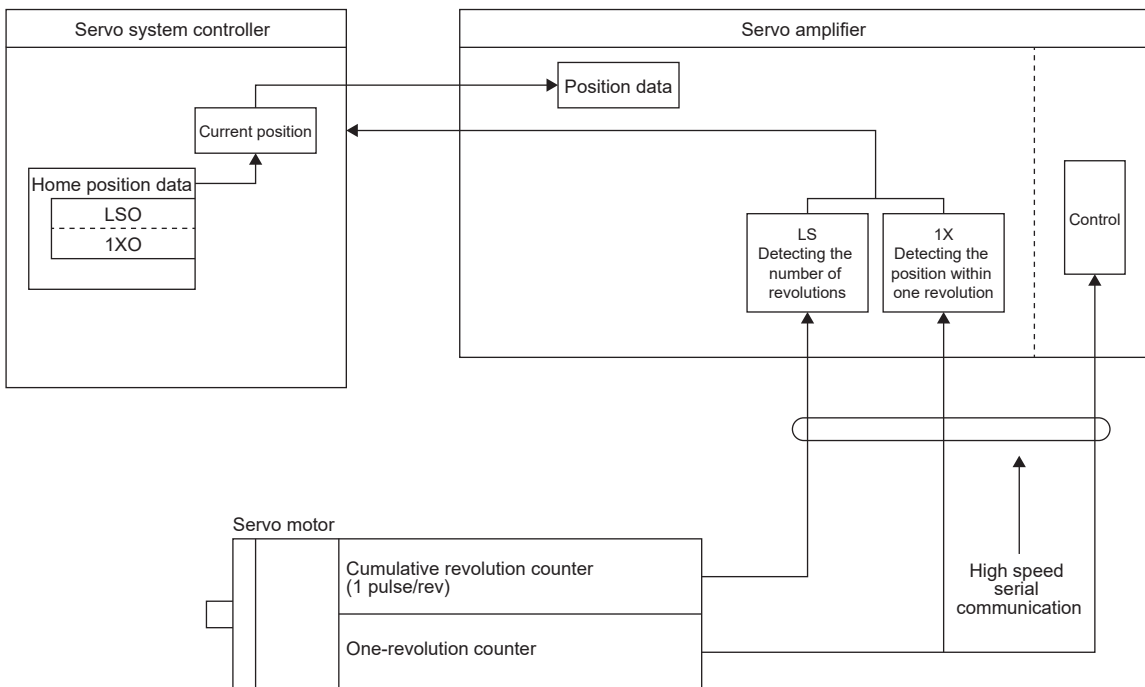 Servo system controller
Servo amplifier
Position data
Current position
Home position data
LSO
1XO
LS
Detecting the
number of
revolutions
1X
Detecting the
position within
one revolution
Control
Servo motor
Cumulative revolution counter
(1 pulse/rev)
One-revolution counter
High speed
serial
communication